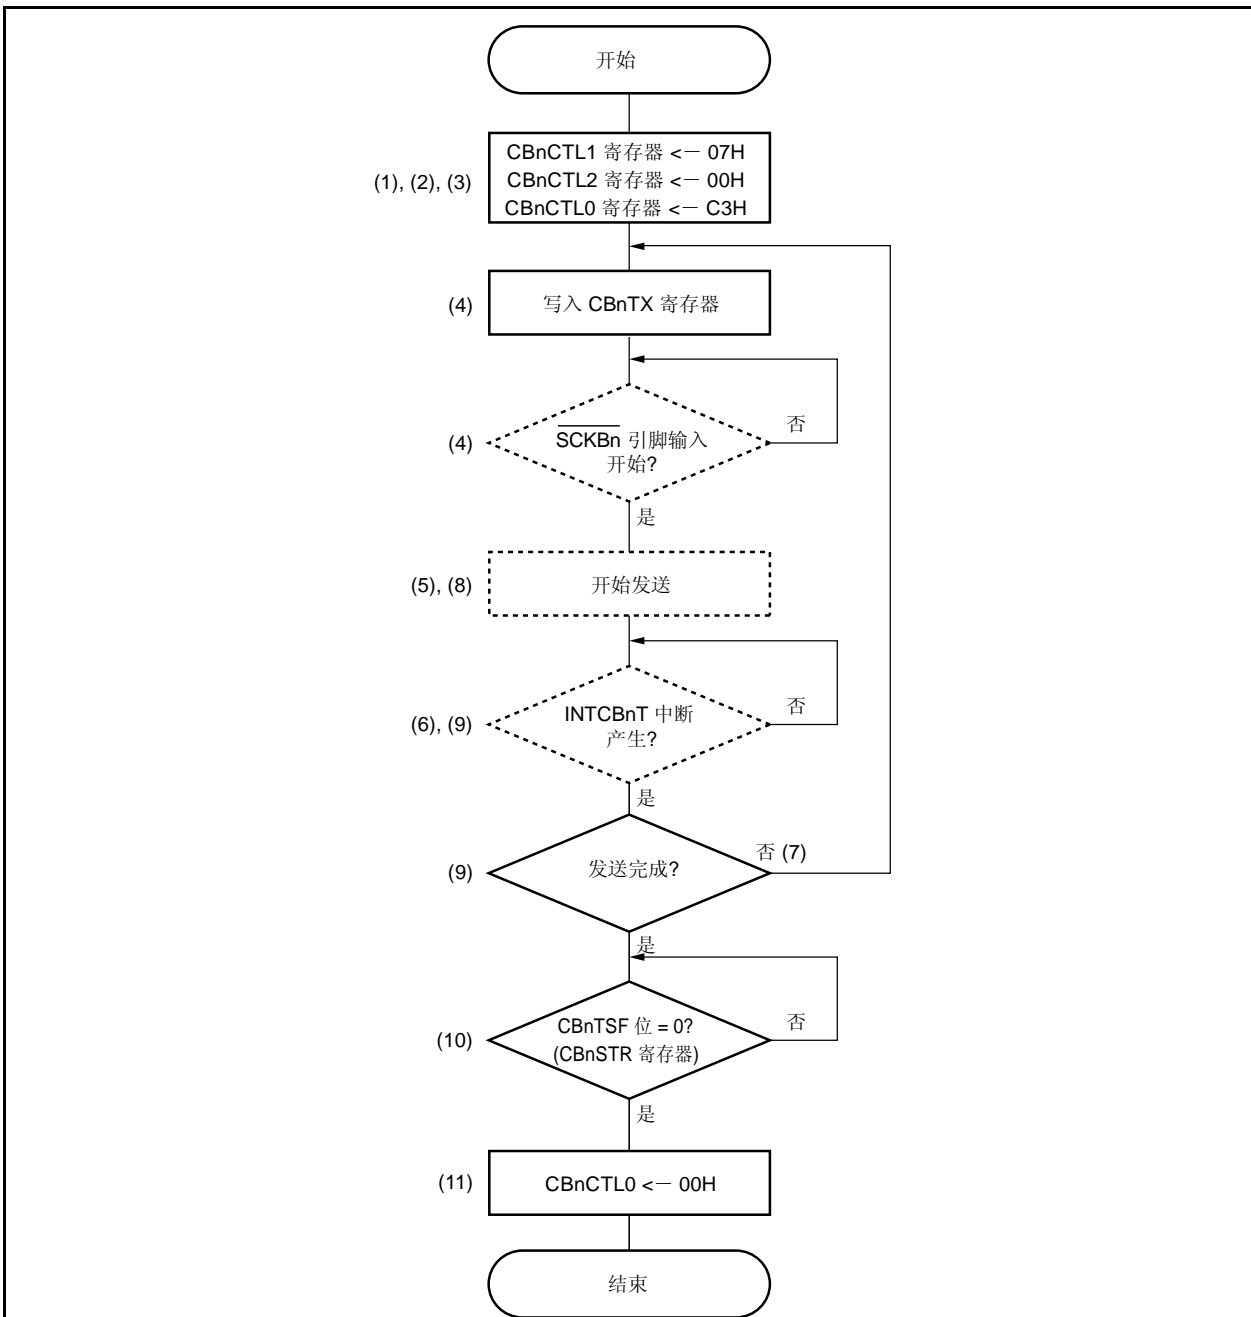 开始
(1), (2), (3)
CBnCTL1 寄存器 <— 07H
CBnCTL2 寄存器 <— 00H
CBnCTL0 寄存器 <— C3H
(4)
写入 CBnTX 寄存器
(4)
SCKBn 引脚输入
开始?
否
是
(5), (8)
开始发送
(6), (9)
INTCBnT 中断
产生?
否
是
(9)
发送完成?
否 (7)
是
(10)
CBnTSF 位 = 0?
(CBnSTR 寄存器)
否
是
(11)
CBnCTL0 <— 00H
结束